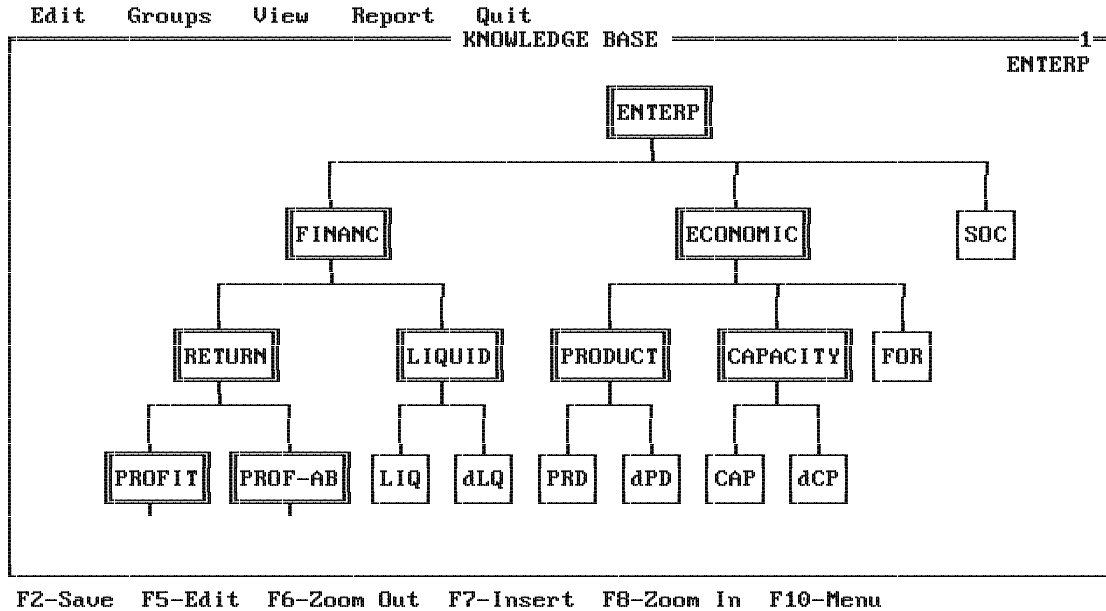 Edit Groups View Report Quit
KNOWLEDGE BASE 1
ENTERP
ENTERP
FINANC ECONOMIC SOC
RETURN LIQUID PRODUCT CAPACITY FOR
PROFIT PROF-AB LIQ dLQ PRD dPD CAP dCP
F2-Save F5-Edit F6-Zoom Out F7-Insert F8-Zoom In F10-Menu